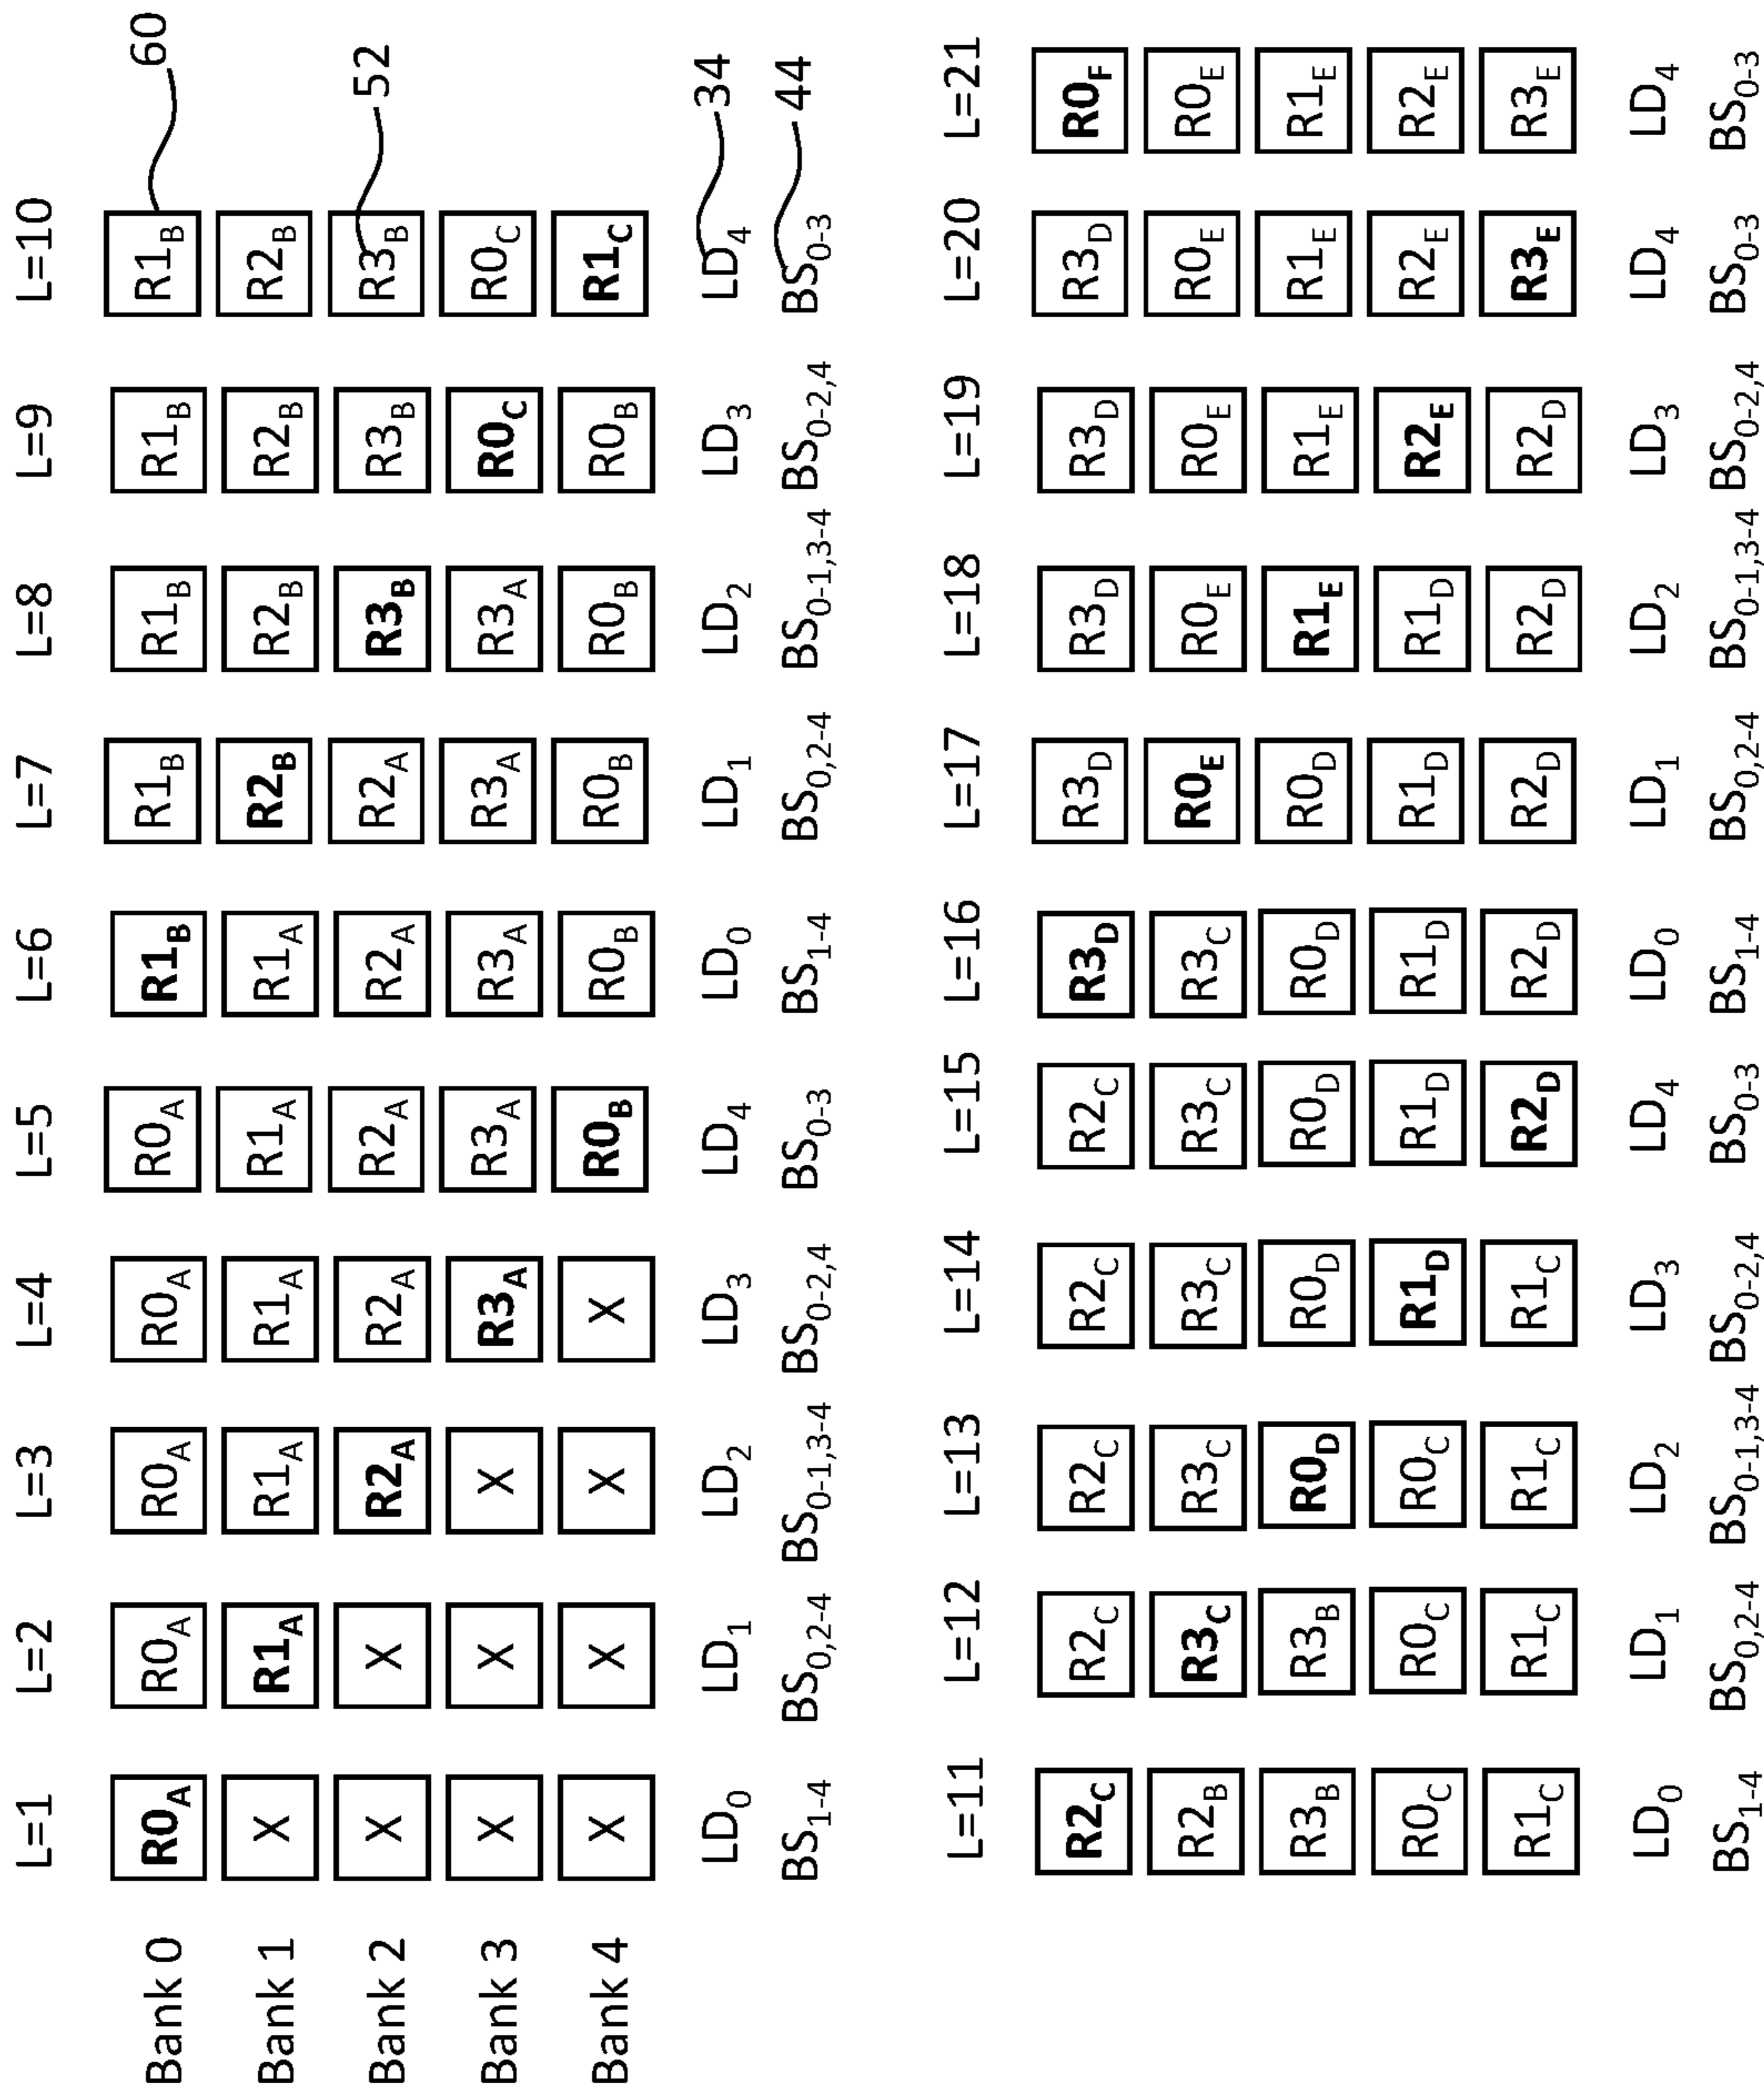 L=1 L=2 L=3 L=4 L=5 L=6 L=7 L=8 L=9 L=10
Bank 0 R0A R0A R0A R0A R0A R1B R1B R1B R1B R1B 60
Bank 1 X R1A R1A R1A R1A R1A R2B R2B R2B R2B
Bank 2 X X R2A R2A R2A R2A R2A R3B R3B R3B 52
Bank 3 X X X R3A R3A R3A R3A R3A R0C R0C
Bank 4 X X X X R0B R0B R0B R0B R0B R1C
LD0 LD1 LD2 LD3 LD4 LD0 LD1 LD2 LD3 LD4 34
BS1-4 BS0,2-4 BS0-1,3-4 BS0-2,4 BS0-3 BS1-4 BS0,2-4 BS0-1,3-4 BS0-2,4 BS0-3 44
L=11 L=12 L=13 L=14 L=15 L=16 L=17 L=18 L=19 L=20 L=21
R2C R2C R2C R2C R2C R3D R3D R3D R3D R3D R0F
R2B R3C R3C R3C R3C R3C R0E R0E R0E R0E R0E
R3B R3B R0D R0D R0D R0D R0D R1E R1E R1E R1E
R0C R0C R0C R1D R1D R1D R1D R1D R2E R2E R2E
R1C R1C R1C R1C R2D R2D R2D R2D R2D R3E R3E
LD0 LD1 LD2 LD3 LD4 LD0 LD1 LD2 LD3 LD4 LD4
BS1-4 BS0,2-4 BS0-1,3-4 BS0-2,4 BS0-3 BS1-4 BS0,2-4 BS0-1,3-4 BS0-2,4 BS0-3 BS0-3